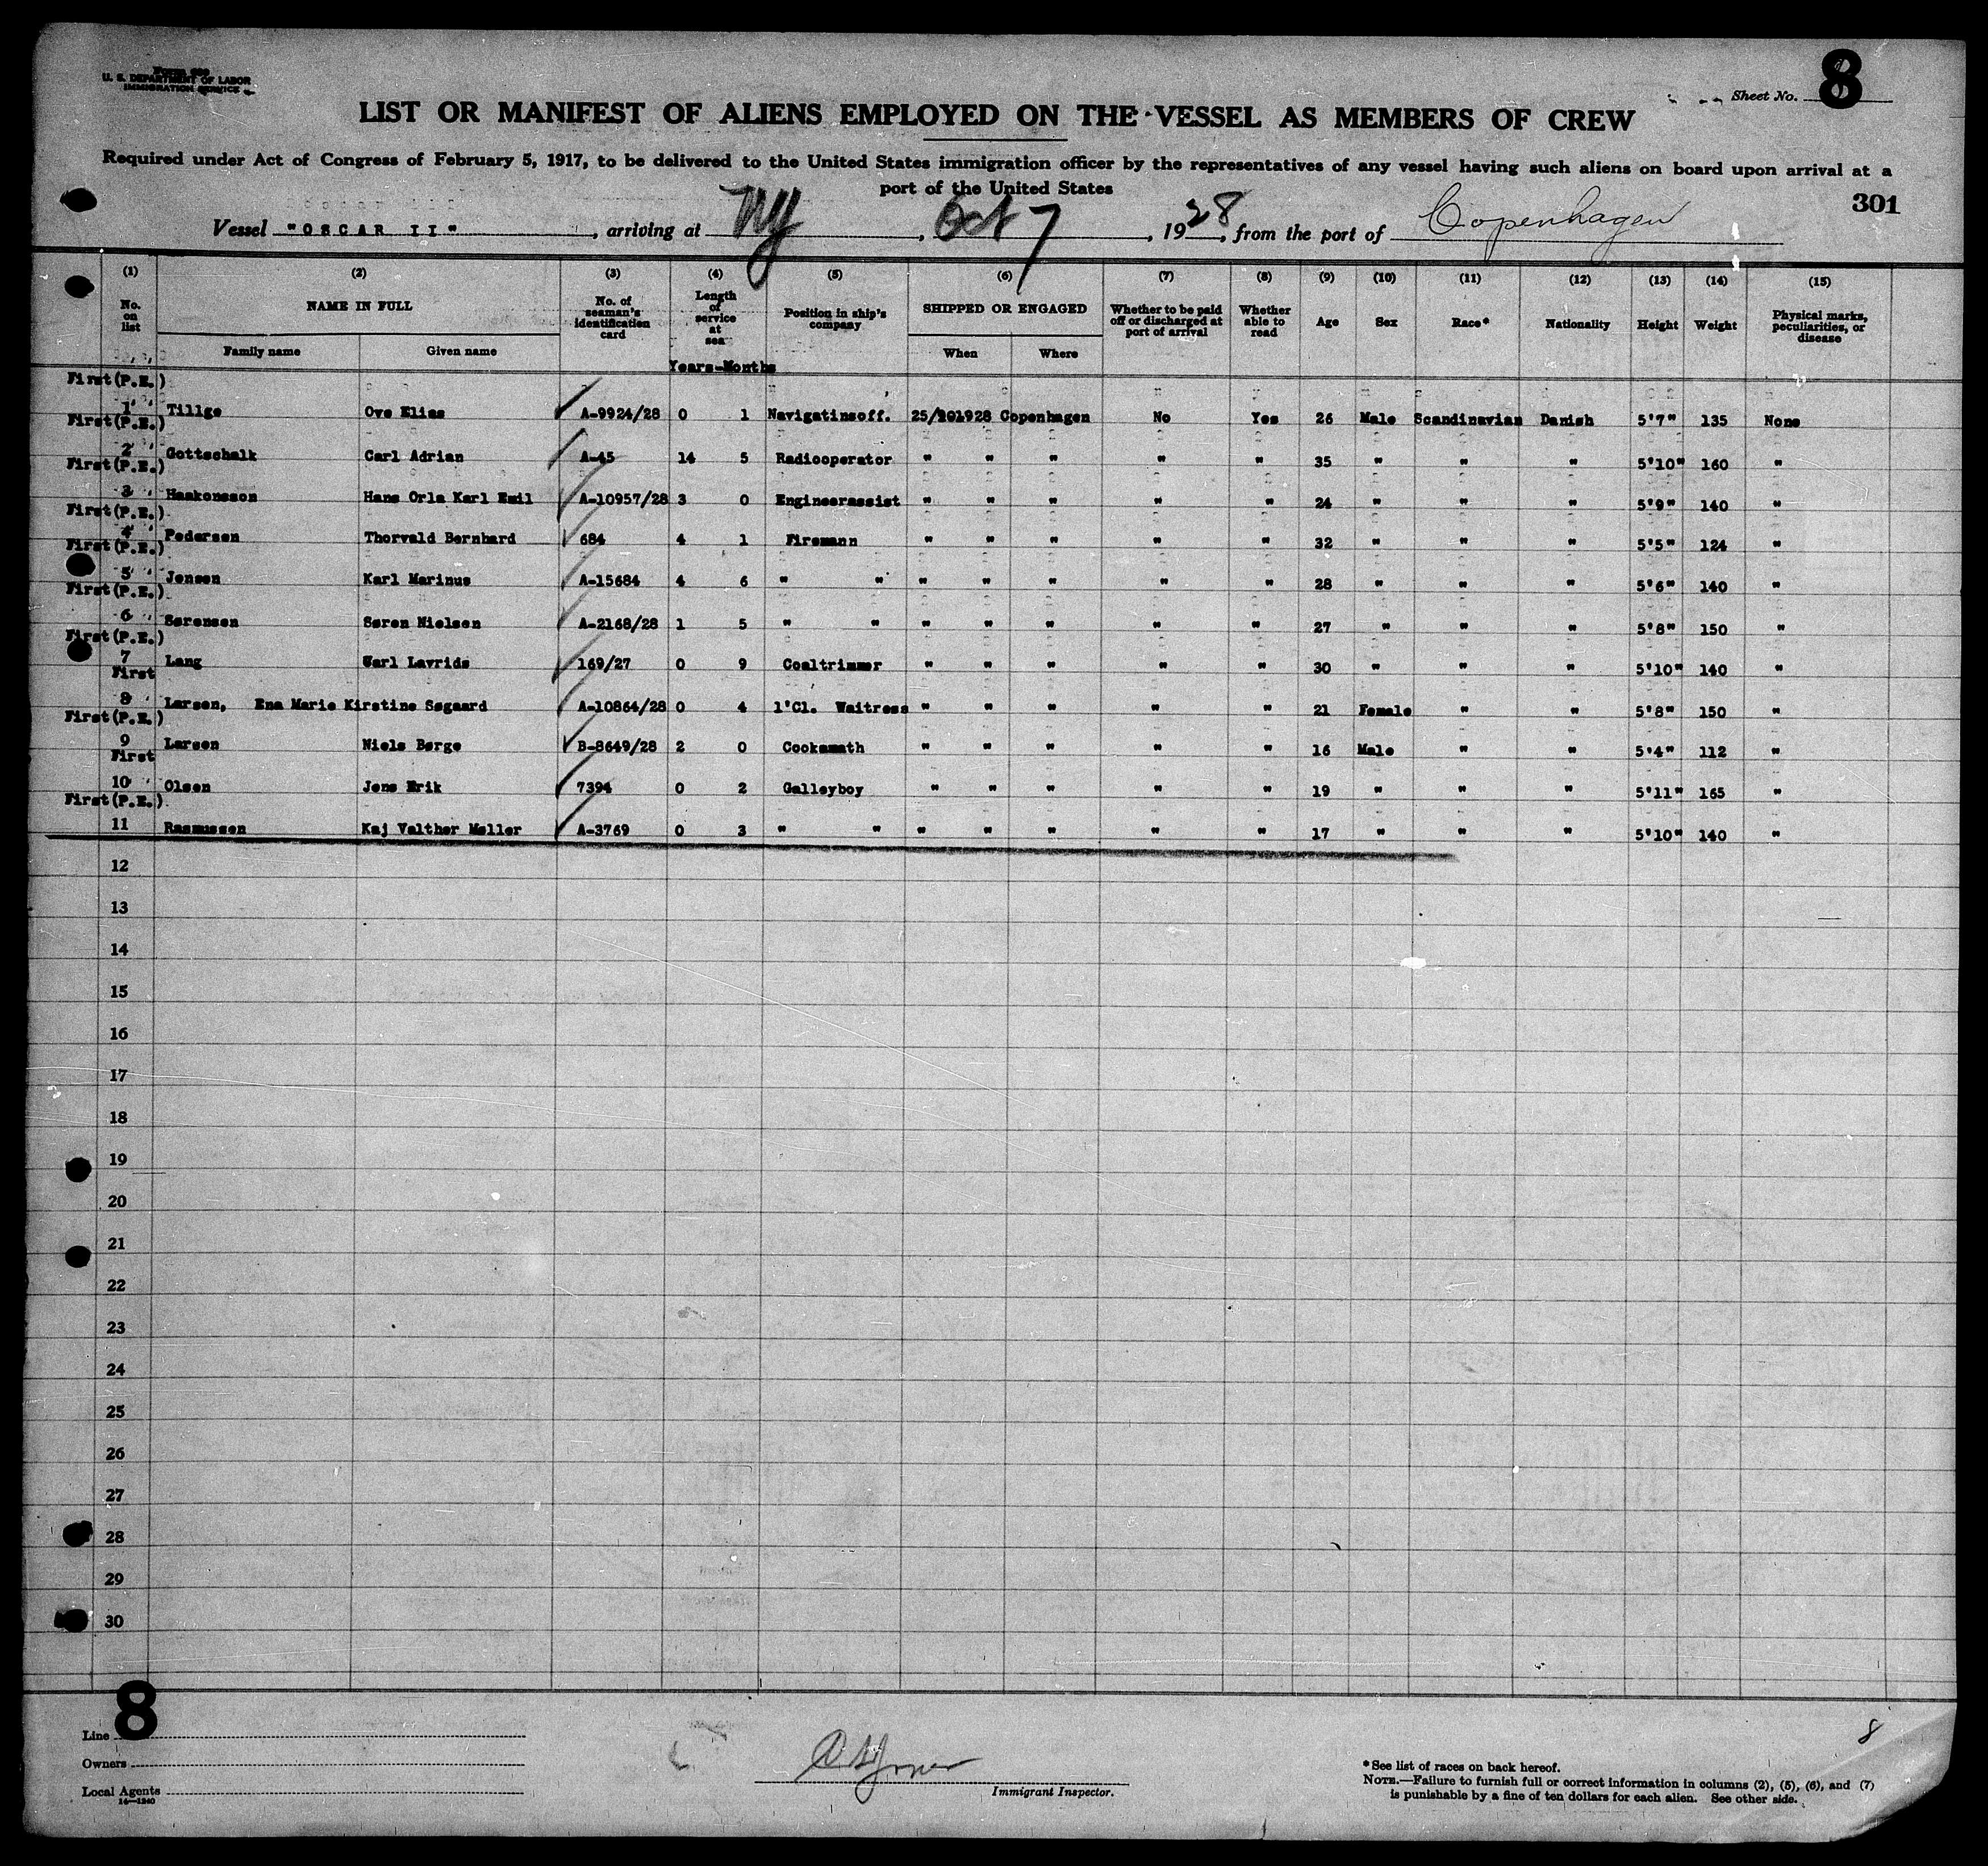 Form 689
U. S. DEPARTMENT OF LABOR
IMMIGRATION SERVICE
Sheet No. 8
LIST OR MANIFEST OF ALIENS EMPLOYED ON THE VESSEL AS MEMBERS OF CREW
Required under Act of Congress of February 5, 1917, to be delivered to the United States immigration officer by the representatives of any vessel having such aliens on board upon arrival at a
port of the United States
301
Vessel "OSCAR II", arriving at NY, Oct 7, 1928, from the port of Copenhagen
(1) (2) (3) (4) (5) (6) (7) (8) (9) (10) (11) (12) (13) (14) (15)
No. on list NAME IN FULL No. of seaman's identification card Length of service at sea Position in ship's company SHIPPED OR ENGAGED Whether to be paid off or discharged at port of arrival Whether able to read Age Sex Race* Nationality Height Weight Physical marks, peculiarities, or disease
Family name Given name When Where
Years-Months
First(P.E.)
1 Tillge Ove Elias A-9924/28 0 1 Navigatinsoff. 25/101928 Copenhagen No Yes 26 Male Scandinavian Danish 5'7" 135 None
First(P.E.)
2 Gottschalk Carl Adrian A-45 14 5 Radiooperator " " " " " 35 " " " 5'10" 160 "
First(P.E.)
3 Haakonsson Hans Orla Karl Emil A-10957/28 3 0 Engineerassist " " " " " 24 " " " 5'9" 140 "
First(P.E.)
4 Pedersen Thorvald Bernhard 684 4 1 Firemann " " " " " 32 " " " 5'5" 124 "
First(P.E.)
5 Jensen Karl Marinus A-15684 4 6 " " " " " " " 28 " " " 5'6" 140 "
First(P.E.)
6 Sørensen Søren Nielsen A-2168/28 1 5 " " " " " " " 27 " " " 5'8" 150 "
First(P.E.)
7 Lang Carl Lavrids 169/27 0 9 Coaltrimmer " " " " " 30 " " " 5'10" 140 "
First
8 Larsen, Ena Marie Kirstine Søgaard A-10864/28 0 4 1'Cl. Waitress " " " " " 21 Female " " 5'8" 150 "
First(P.E.)
9 Larsen Niels Børge B-8649/28 2 0 Cooksmath " " " " " 16 Male " " 5'4" 112 "
First
10 Olsen Jens Erik 7394 0 2 Galleyboy " " " " " 19 " " " 5'11" 165 "
First(P.E.)
11 Rasmussen Kaj Valther Møller A-3769 0 3 " " " " " " " 17 " " " 5'10" 140 "
12
13
14
15
16
17
18
19
20
21
22
23
24
25
26
27
28
29
30
8
8
Line
Owners
Local Agents
14—1240
Immigrant Inspector.
*See list of races on back hereof.
NOTE.—Failure to furnish full or correct information in columns (2), (5), (6), and (7)
is punishable by a fine of ten dollars for each alien. See other side.